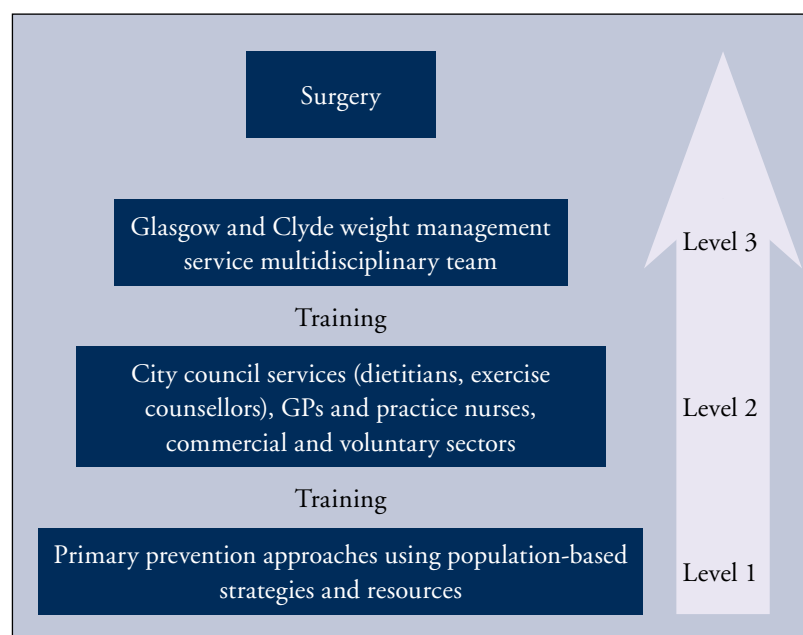 Surgery
Glasgow and Clyde weight management
service multidisciplinary team
Level 3
Training
City council services (dietitians, exercise
counsellors), GPs and practice nurses,
commercial and voluntary sectors
Level 2
Training
Primary prevention approaches using population-based
strategies and resources
Level 1